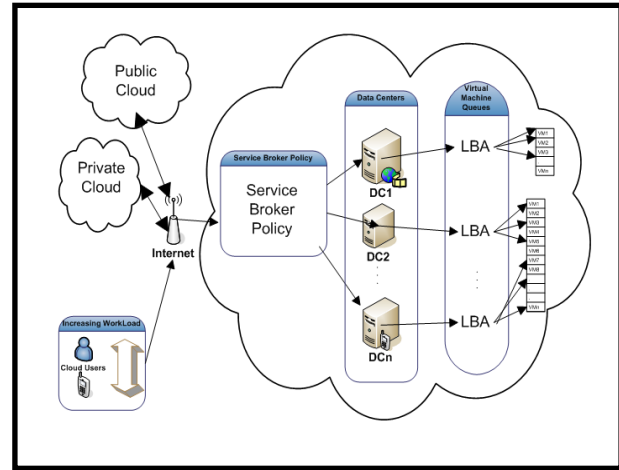 Public
Cloud
Private
Cloud
Internet
Increasing WorkLoad
Cloud Users
Service Broker Policy
Service
Broker
Policy
Data Centers
DC1
DC2
DCn
Virtual
Machine
Queues
LBA
LBA
LBA
VM1
VM2
VM3
VMn
VM1
VM2
VM3
VM4
VM5
VM6
VM7
VM8
VMn